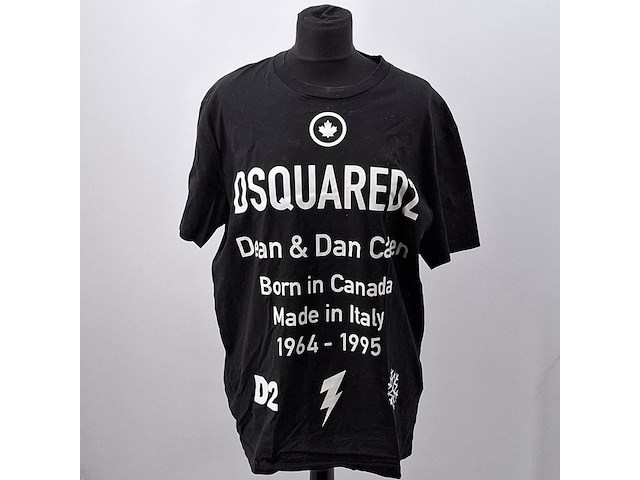 DSQUARED2
Dean & Dan Caten
Born in Canada
Made in Italy
1964 - 1995
D2